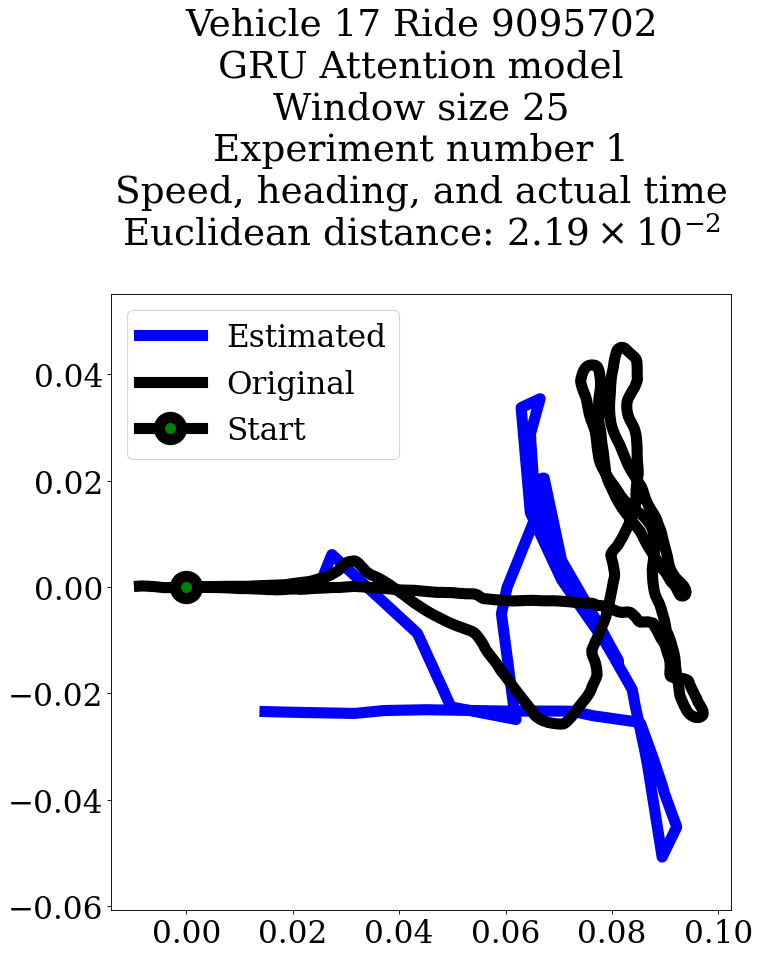 Vehicle 17 Ride 9095702
GRU Attention model
Window size 25
Experiment number 1
Speed, heading, and actual time
Euclidean distance: 2.19 × 10⁻²
Estimated
Original
Start
0.04
0.02
0.00
−0.02
−0.04
−0.06
0.00 0.02 0.04 0.06 0.08 0.10